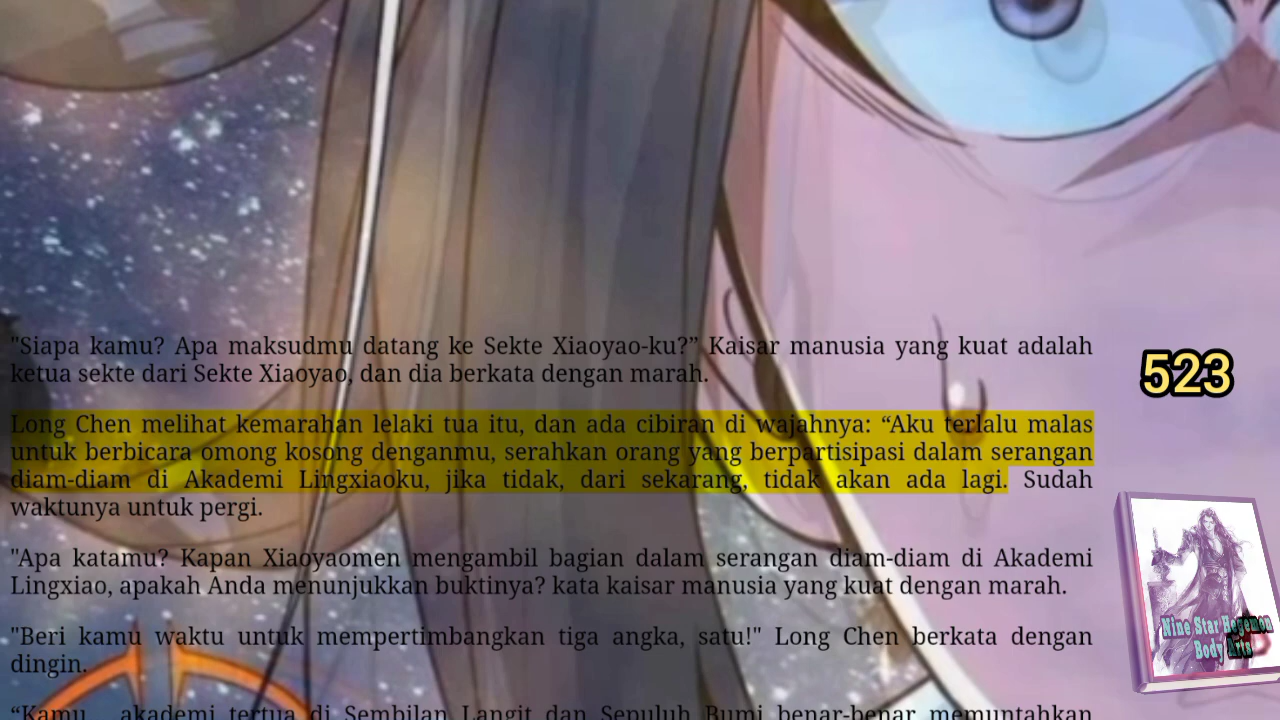 "Siapa kamu? Apa maksudmu datang ke Sekte Xiaoyao-ku?” Kaisar manusia yang kuat adalah
ketua sekte dari Sekte Xiaoyao, dan dia berkata dengan marah.
Long Chen melihat kemarahan lelaki tua itu, dan ada cibiran di wajahnya: “Aku terlalu malas
untuk berbicara omong kosong denganmu, serahkan orang yang berpartisipasi dalam serangan
diam-diam di Akademi Lingxiaoku, jika tidak, dari sekarang, tidak akan ada lagi. Sudah
waktunya untuk pergi.
"Apa katamu? Kapan Xiaoyaomen mengambil bagian dalam serangan diam-diam di Akademi
Lingxiao, apakah Anda menunjukkan buktinya? kata kaisar manusia yang kuat dengan marah.
"Beri kamu waktu untuk mempertimbangkan tiga angka, satu!" Long Chen berkata dengan
dingin.
“Kamu... akademi tertua di Sembilan Langit dan Sepuluh Bumi benar-benar memuntahkan
523
Nine Star Hegemon
Body Arts